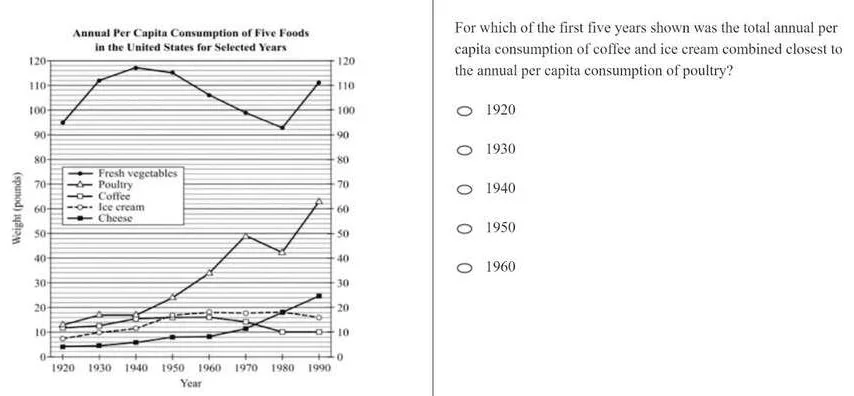 Annual Per Capita Consumption of Five Foods
in the United States for Selected Years
120 120
110 110
100 100
90 90
80 80
70 70
60 60
50 50
40 40
30 30
20 20
10 10
0 0
Weight (pounds)
Fresh vegetables
Poultry
Coffee
Ice cream
Cheese
1920 1930 1940 1950 1960 1970 1980 1990
Year
For which of the first five years shown was the total annual per
capita consumption of coffee and ice cream combined closest to
the annual per capita consumption of poultry?
1920
1930
1940
1950
1960